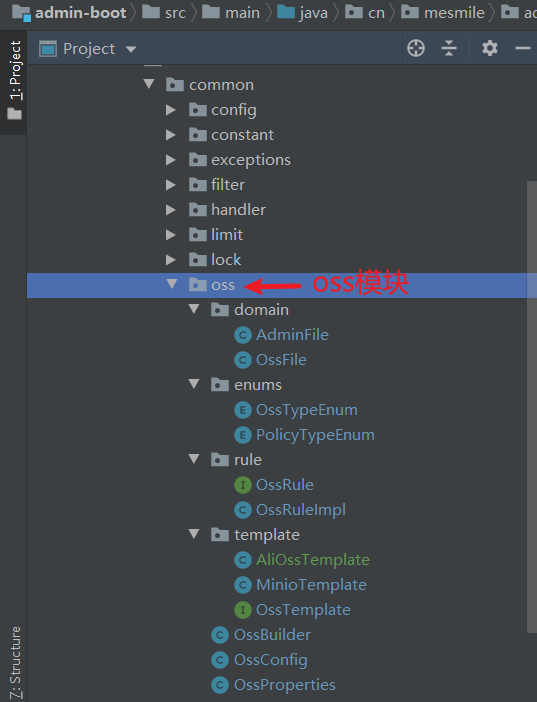 admin-boot src main java cn mesmile
1: Project
Project
common
config
constant
exceptions
filter
handler
limit
lock
oss oss模块
domain
AdminFile
OssFile
enums
OssTypeEnum
PolicyTypeEnum
rule
OssRule
OssRuleImpl
template
AliOssTemplate
MinioTemplate
OssTemplate
OssBuilder
OssConfig
OssProperties
7: Structure